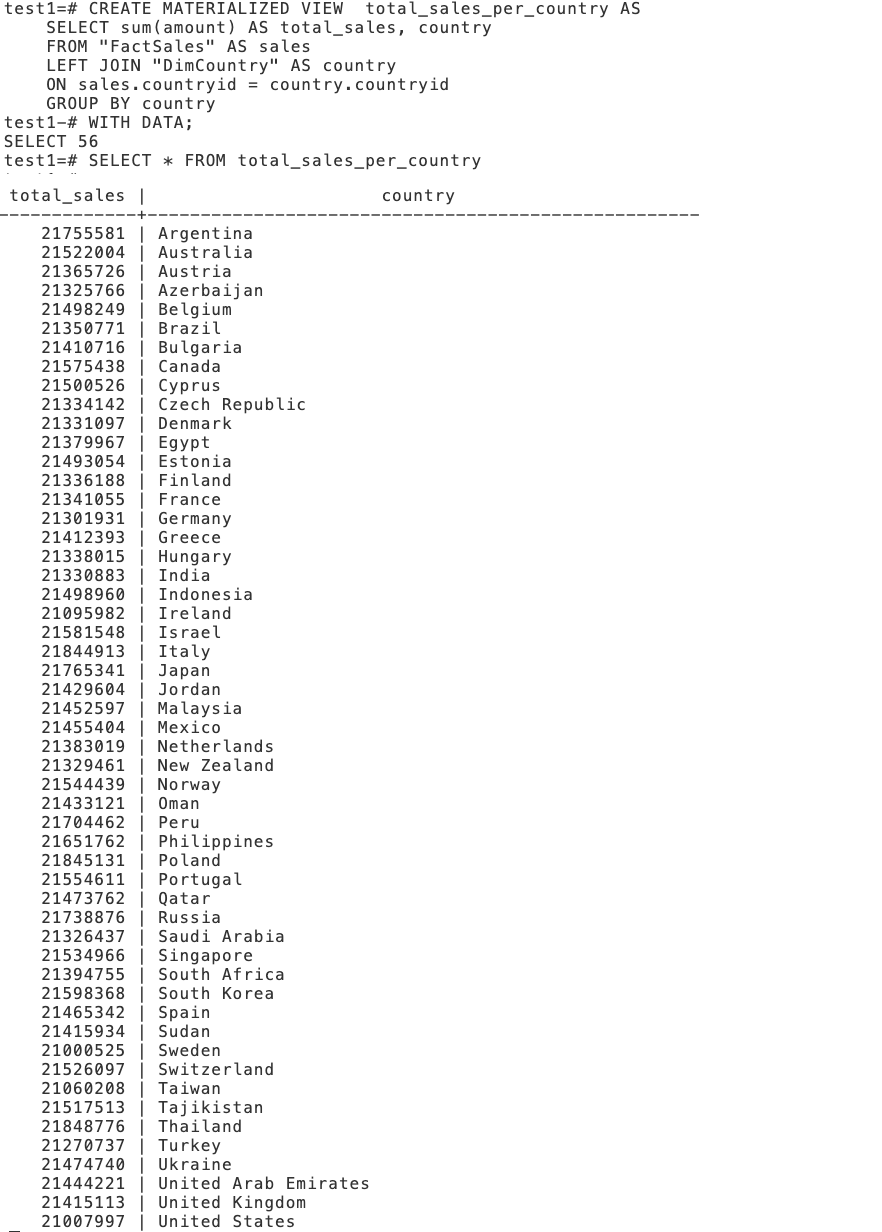 test1=# CREATE MATERIALIZED VIEW  total_sales_per_country AS
    SELECT sum(amount) AS total_sales, country
    FROM "FactSales" AS sales
    LEFT JOIN "DimCountry" AS country
    ON sales.countryid = country.countryid
    GROUP BY country
test1-# WITH DATA;
SELECT 56
test1=# SELECT * FROM total_sales_per_country
total_sales | country
-------------+----------------------------------------------------
21755581 | Argentina
21522004 | Australia
21365726 | Austria
21325766 | Azerbaijan
21498249 | Belgium
21350771 | Brazil
21410716 | Bulgaria
21575438 | Canada
21500526 | Cyprus
21334142 | Czech Republic
21331097 | Denmark
21379967 | Egypt
21493054 | Estonia
21336188 | Finland
21341055 | France
21301931 | Germany
21412393 | Greece
21338015 | Hungary
21330883 | India
21498960 | Indonesia
21095982 | Ireland
21581548 | Israel
21844913 | Italy
21765341 | Japan
21429604 | Jordan
21452597 | Malaysia
21455404 | Mexico
21383019 | Netherlands
21329461 | New Zealand
21544439 | Norway
21433121 | Oman
21704462 | Peru
21651762 | Philippines
21845131 | Poland
21554611 | Portugal
21473762 | Qatar
21738876 | Russia
21326437 | Saudi Arabia
21534966 | Singapore
21394755 | South Africa
21598368 | South Korea
21465342 | Spain
21415934 | Sudan
21000525 | Sweden
21526097 | Switzerland
21060208 | Taiwan
21517513 | Tajikistan
21848776 | Thailand
21270737 | Turkey
21474740 | Ukraine
21444221 | United Arab Emirates
21415113 | United Kingdom
21007997 | United States